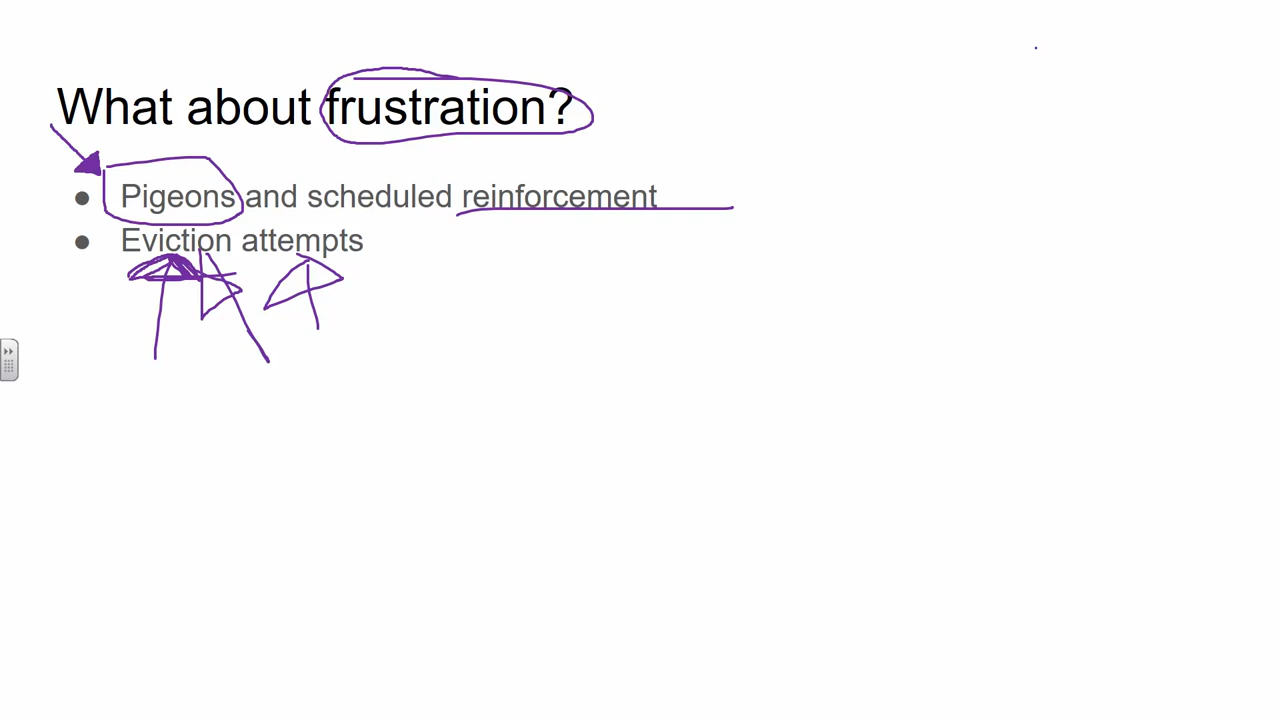 What about frustration?
● Pigeons and scheduled reinforcement
● Eviction attempts